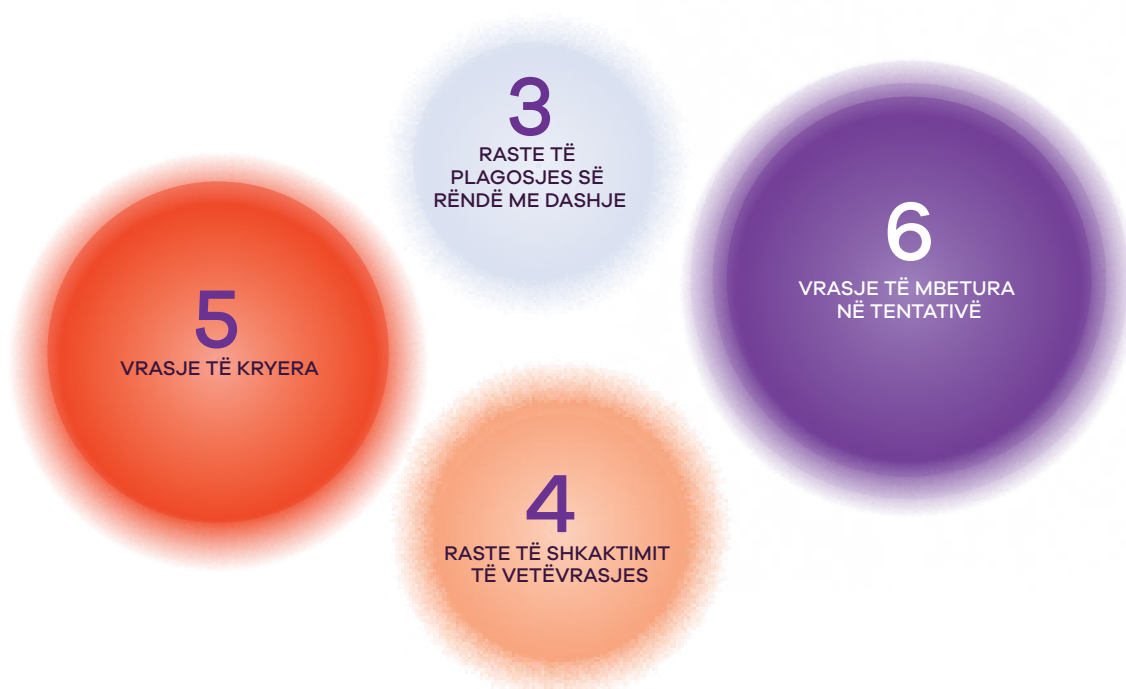 3
RASTE TË
PLAGOSJES SË
RËNDË ME DASHJE
6
VRASJE TË MBETURA
NË TENTATIVË
5
VRASJE TË KRYERA
4
RASTE TË SHKAKTIMIT
TË VETËVRASJES